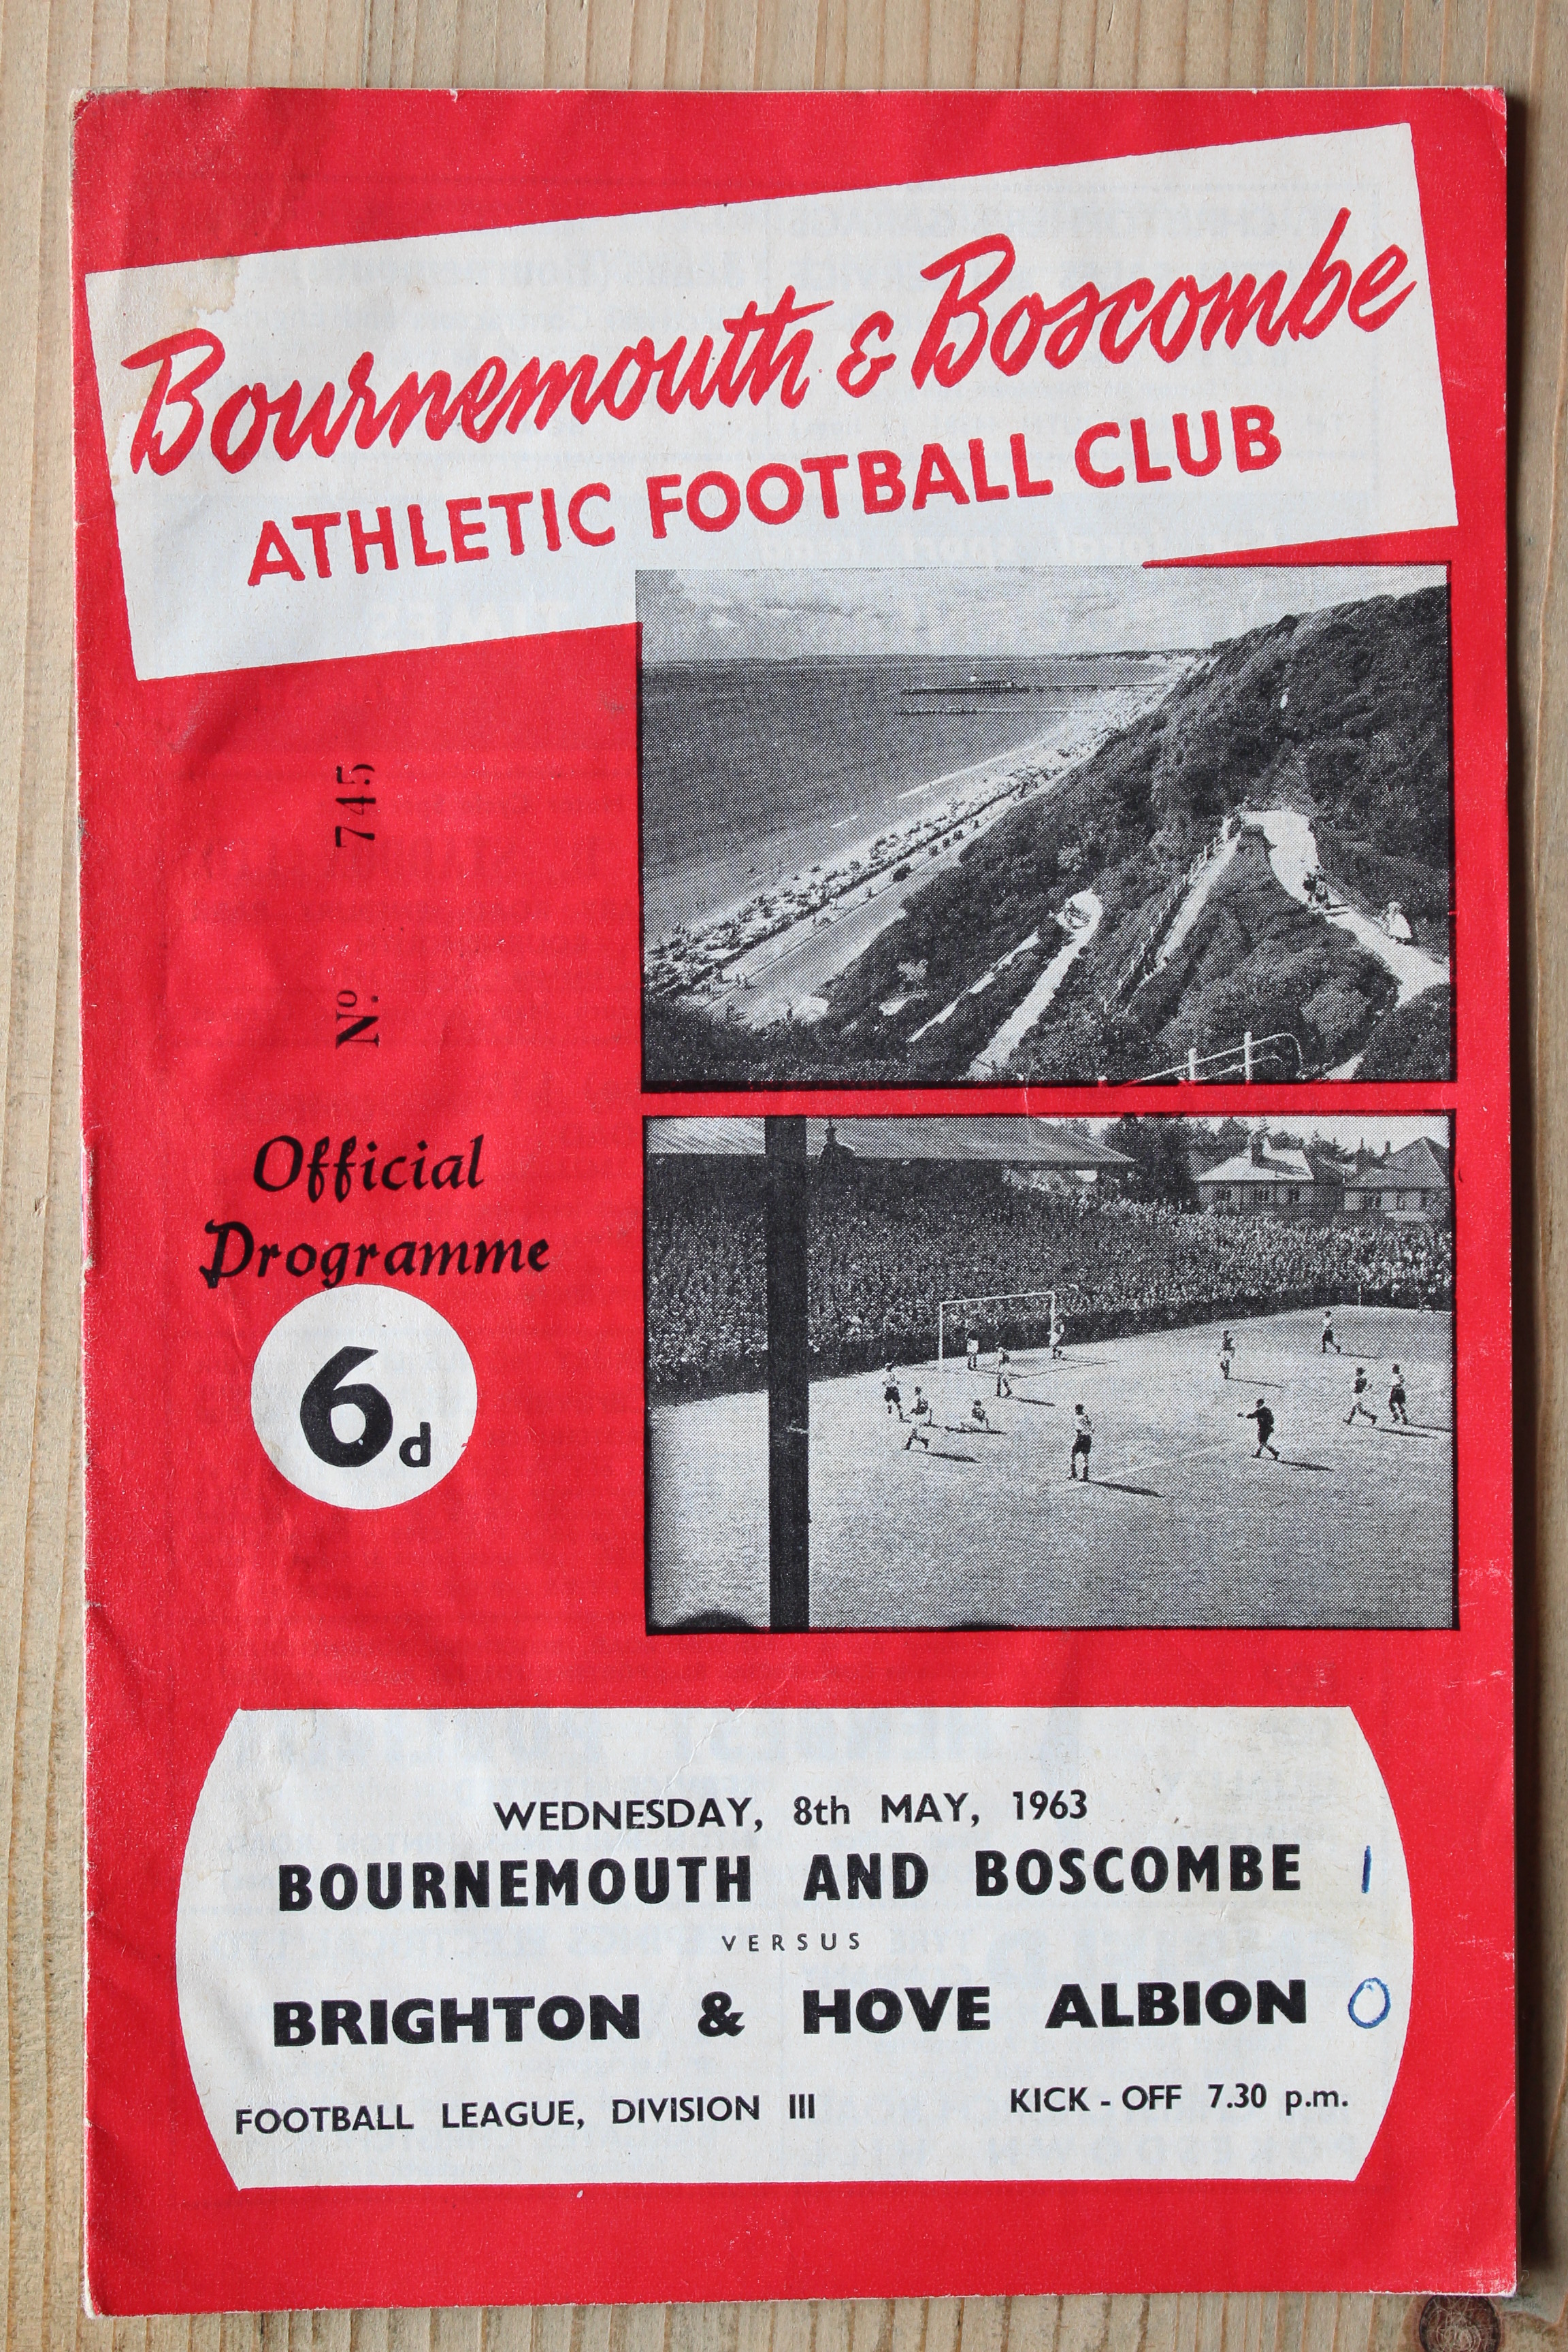 Bournemouth & Boscombe
ATHLETIC FOOTBALL CLUB
Nº. 745
Official
Programme
6d
WEDNESDAY, 8th MAY, 1963
BOURNEMOUTH AND BOSCOMBE 1
VERSUS
BRIGHTON & HOVE ALBION 0
FOOTBALL LEAGUE, DIVISION III KICK - OFF 7.30 p.m.